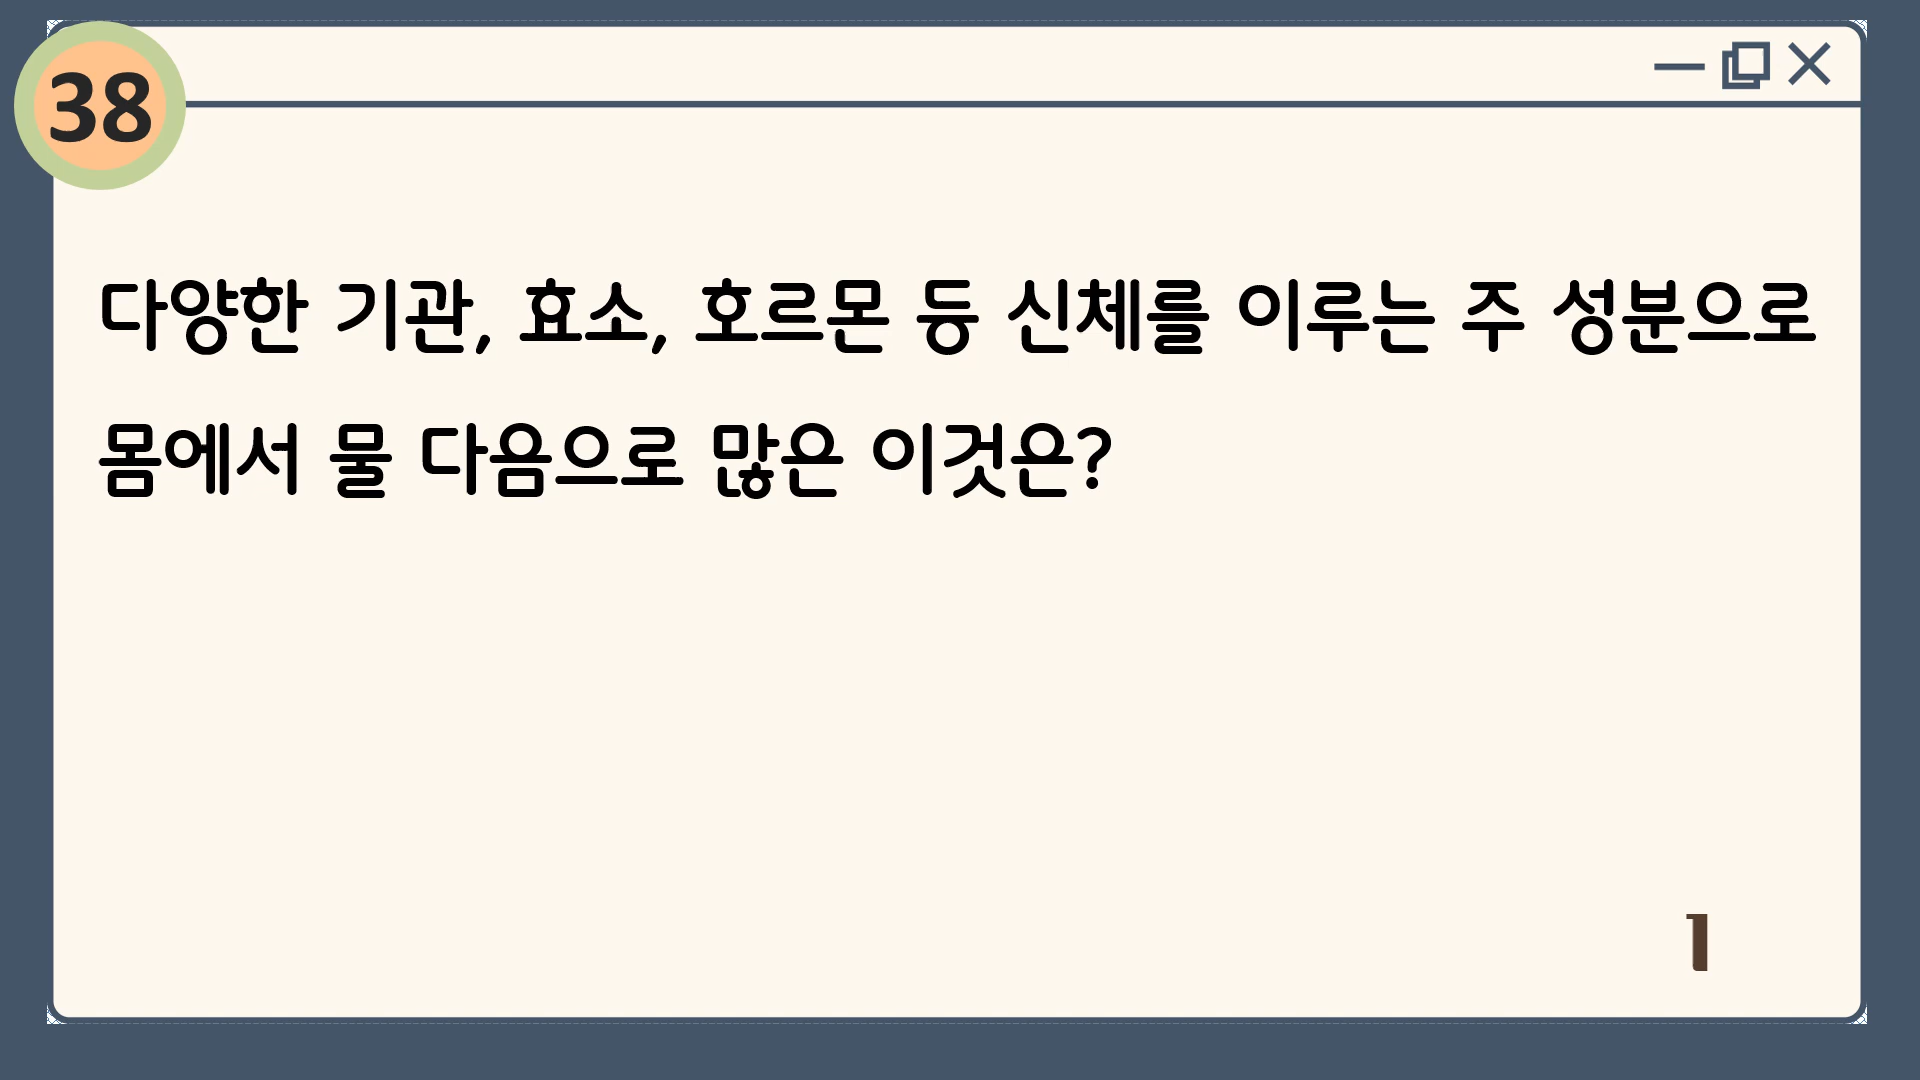 38
다양한 기관, 효소, 호르몬 등 신체를 이루는 주 성분으로
몸에서 물 다음으로 많은 이것은?
1